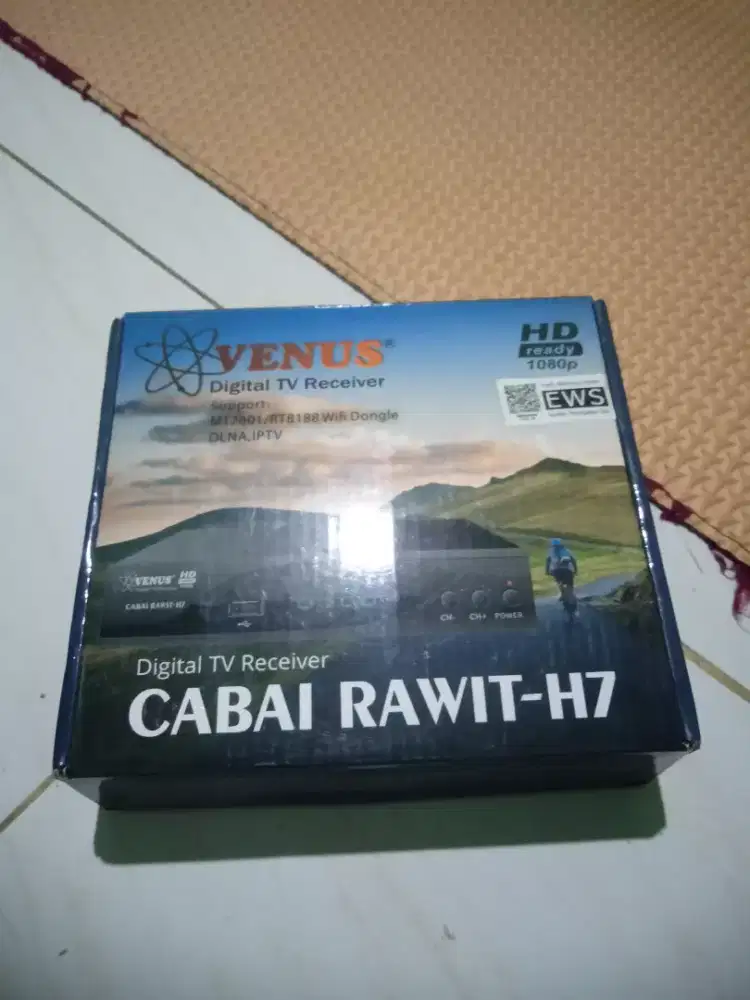 VENUS®
Digital TV Receiver
Support:
MT7601/RT8188 Wifi Dongle
DLNA, IPTV
HD
ready
1080p
EWS
VENUS HD
CABAI RAWIT-H7
CH- CH+ POWER
Digital TV Receiver
CABAI RAWIT-H7